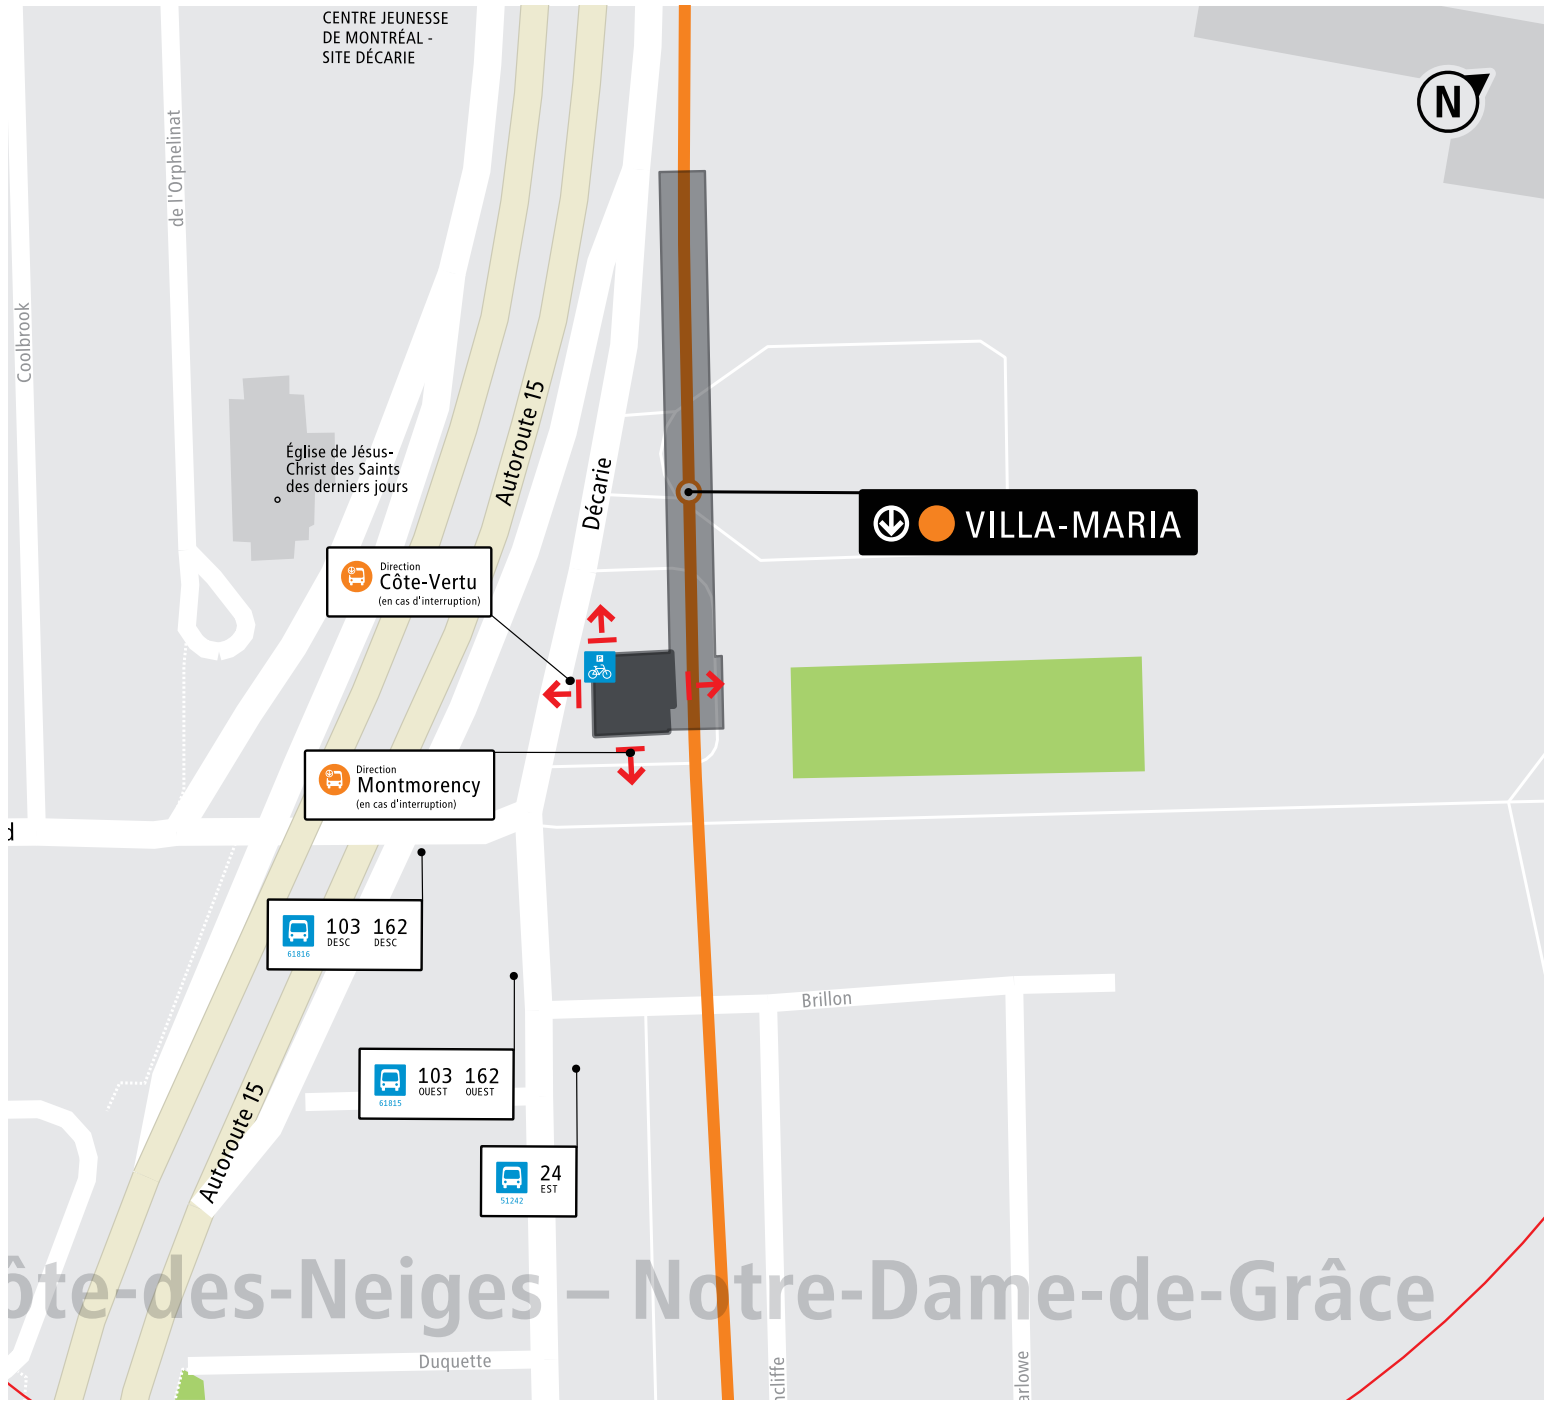 CENTRE JEUNESSE
DE MONTRÉAL -
SITE DÉCARIE
N
de l'Orphelinat
Coolbrook
Autoroute 15
Église de Jésus-
Christ des Saints
des derniers jours
Décarie
VILLA-MARIA
Direction
Côte-Vertu
(en cas d'interruption)
P
Direction
Montmorency
(en cas d'interruption)
d
103 162
DESC DESC
61816
Brillon
103 162
OUEST OUEST
61815
Autoroute 15
24
EST
51242
ôte-des-Neiges – Notre-Dame-de-Grâce
Duquette
ncliffe
arlowe